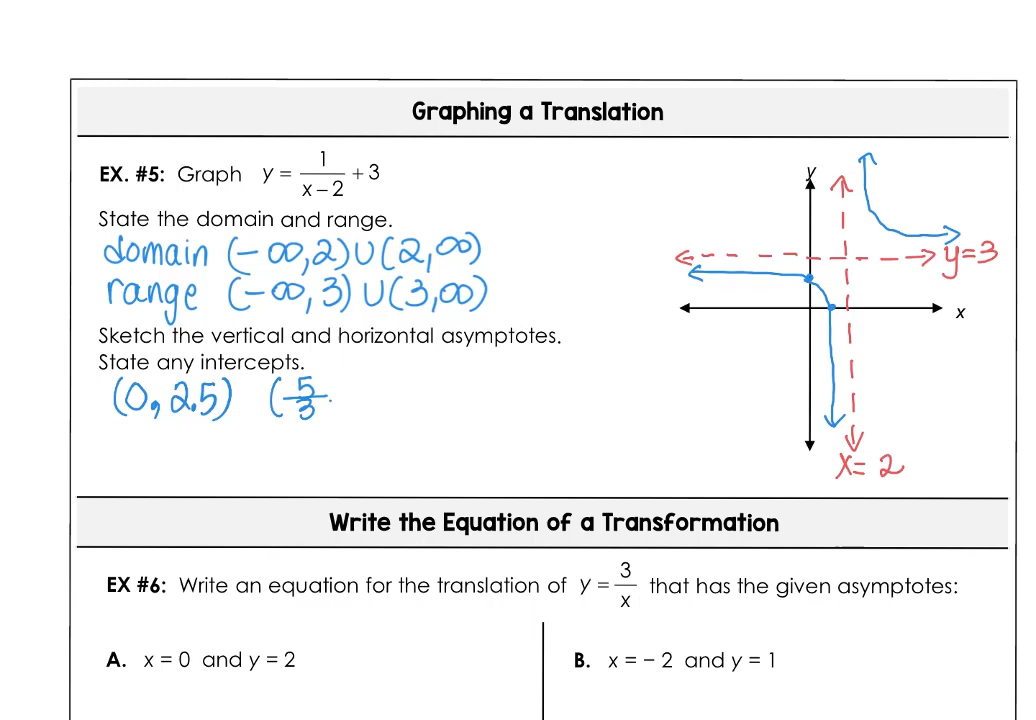 Graphing a Translation
EX. #5: Graph y = 1/(x – 2) + 3
State the domain and range.
domain (-∞, 2) ∪ (2, ∞)
range (-∞, 3) ∪ (3, ∞)
Sketch the vertical and horizontal asymptotes.
State any intercepts.
(0, 2.5) (5/3
y
y=3
x
x= 2
Write the Equation of a Transformation
EX #6: Write an equation for the translation of y = 3/x that has the given asymptotes:
A. x = 0 and y = 2
B. x = – 2 and y = 1